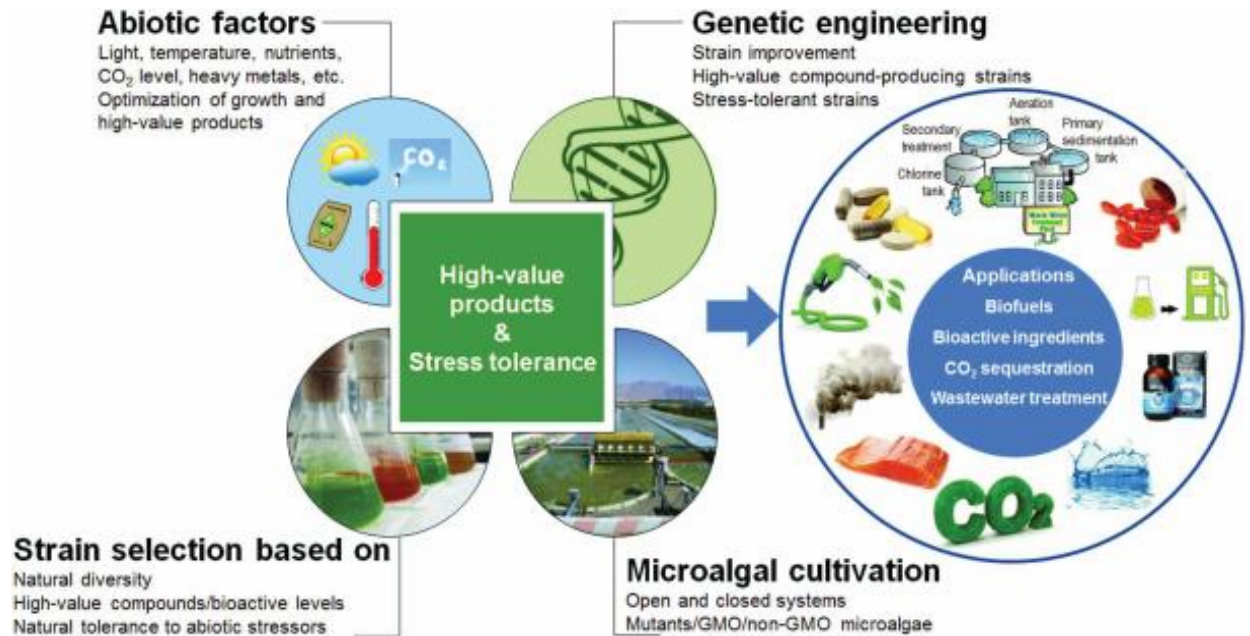 Abiotic factors
Light, temperature, nutrients,
CO₂ level, heavy metals, etc.
Optimization of growth and
high-value products
Genetic engineering
Strain improvement
High-value compound-producing strains
Stress-tolerant strains
CO₂
High-value
products
&
Stress tolerance
Aeration
tank
Secondary
treatment
Primary
sedimentation
tank
Chlorine
tank
Applications
Biofuels
Bioactive ingredients
CO₂ sequestration
Wastewater treatment
CO₂
Strain selection based on
Natural diversity
High-value compounds/bioactive levels
Natural tolerance to abiotic stressors
Microalgal cultivation
Open and closed systems
Mutants/GMO/non-GMO microalgae